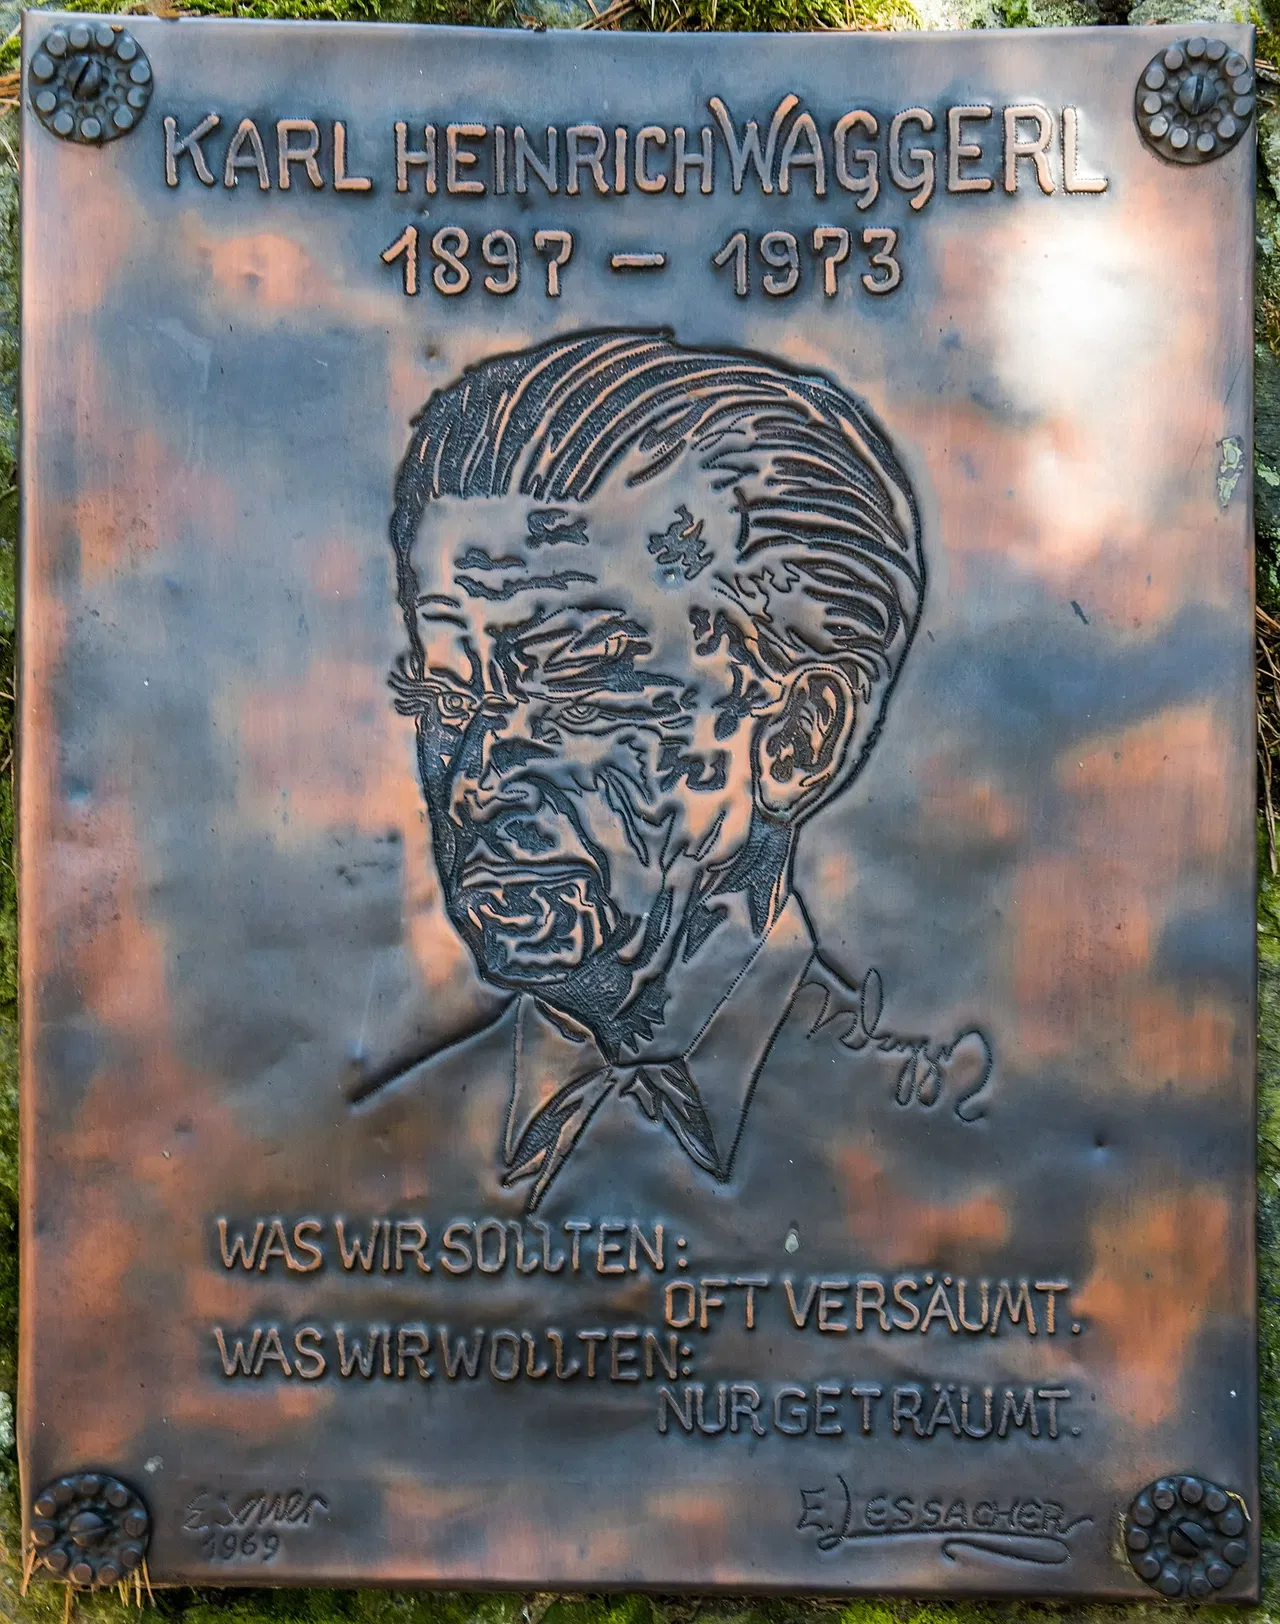 KARL HEINRICH WAGGERL
1897 – 1973
WAS WIR SOLLTEN:
OFT VERSÄUMT.
WAS WIR WOLLTEN:
NUR GETRÄUMT.
1969
E. LESSACHER